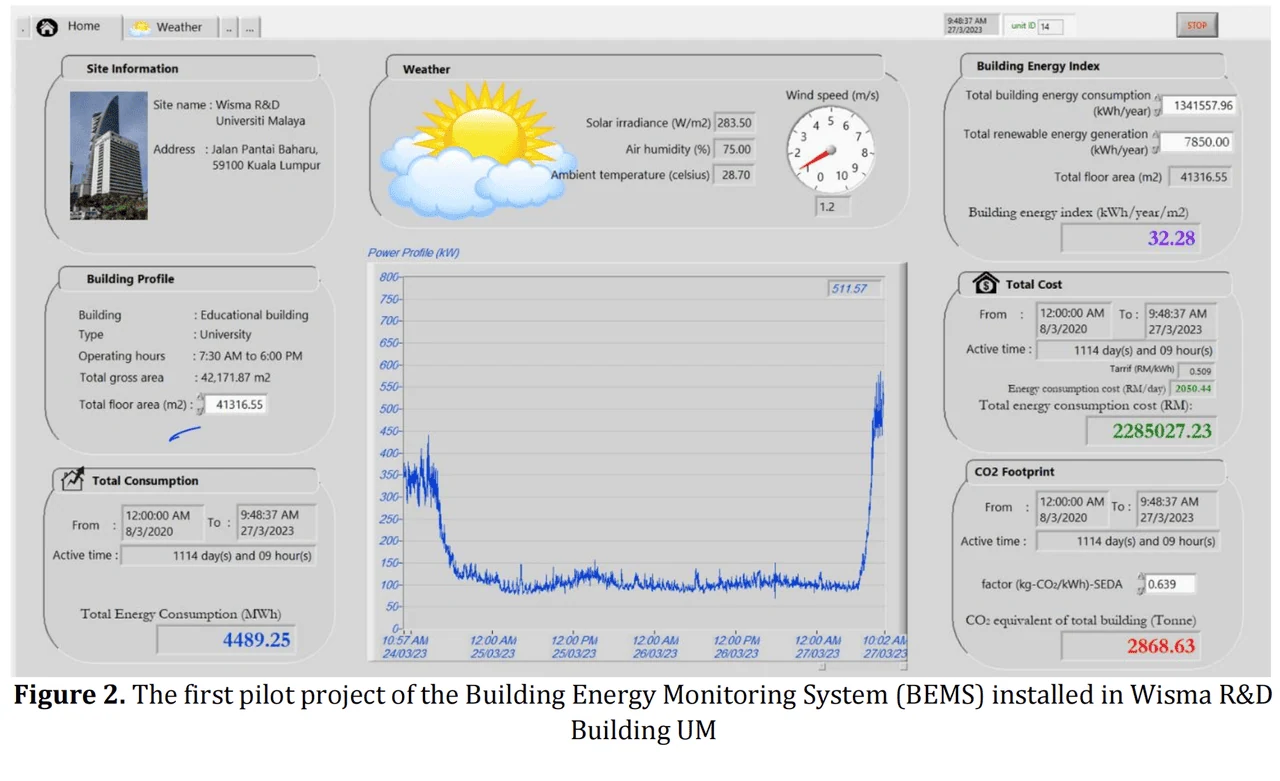 . Home Weather .. ...
9:48:37 AM
27/3/2023
unit ID 14
STOP
Site Information
Site name : Wisma R&D
Universiti Malaya
Address : Jalan Pantai Baharu,
59100 Kuala Lumpur
Weather
Solar irradiance (W/m2) 283.50
Air humidity (%) 75.00
Ambient temperature (celsius) 28.70
Wind speed (m/s)
0 1 2 3 4 5 6 7 8 9 10
1.2
Building Energy Index
Total building energy consumption
(kWh/year) 1341557.96
Total renewable energy generation
(kWh/year) 7850.00
Total floor area (m2) 41316.55
Building energy index (kWh/year/m2)
32.28
Building Profile
Building : Educational building
Type : University
Operating hours : 7:30 AM to 6:00 PM
Total gross area : 42,171.87 m2
Total floor area (m2) : 41316.55
Power Profile (kW)
511.57
800
750
700
650
600
550
500
450
400
350
300
250
200
150
100
50
0
10:57 AM 12:00 AM 12:00 PM 12:00 AM 12:00 PM 12:00 AM 10:02 AM
24/03/23 25/03/23 25/03/23 26/03/23 26/03/23 27/03/23 27/03/23
Total Cost
From : 12:00:00 AM To : 9:48:37 AM
8/3/2020 27/3/2023
Active time : 1114 day(s) and 09 hour(s)
Tarrif (RM/kWh) 0.509
Energy consumption cost (RM/day) 2050.44
Total energy consumption cost (RM):
2285027.23
Total Consumption
From : 12:00:00 AM To : 9:48:37 AM
8/3/2020 27/3/2023
Active time : 1114 day(s) and 09 hour(s)
Total Energy Consumption (MWh)
4489.25
CO2 Footprint
From : 12:00:00 AM To : 9:48:37 AM
8/3/2020 27/3/2023
Active time : 1114 day(s) and 09 hour(s)
factor (kg-CO₂/kWh)-SEDA 0.639
CO₂ equivalent of total building (Tonne)
2868.63
Figure 2. The first pilot project of the Building Energy Monitoring System (BEMS) installed in Wisma R&D
Building UM